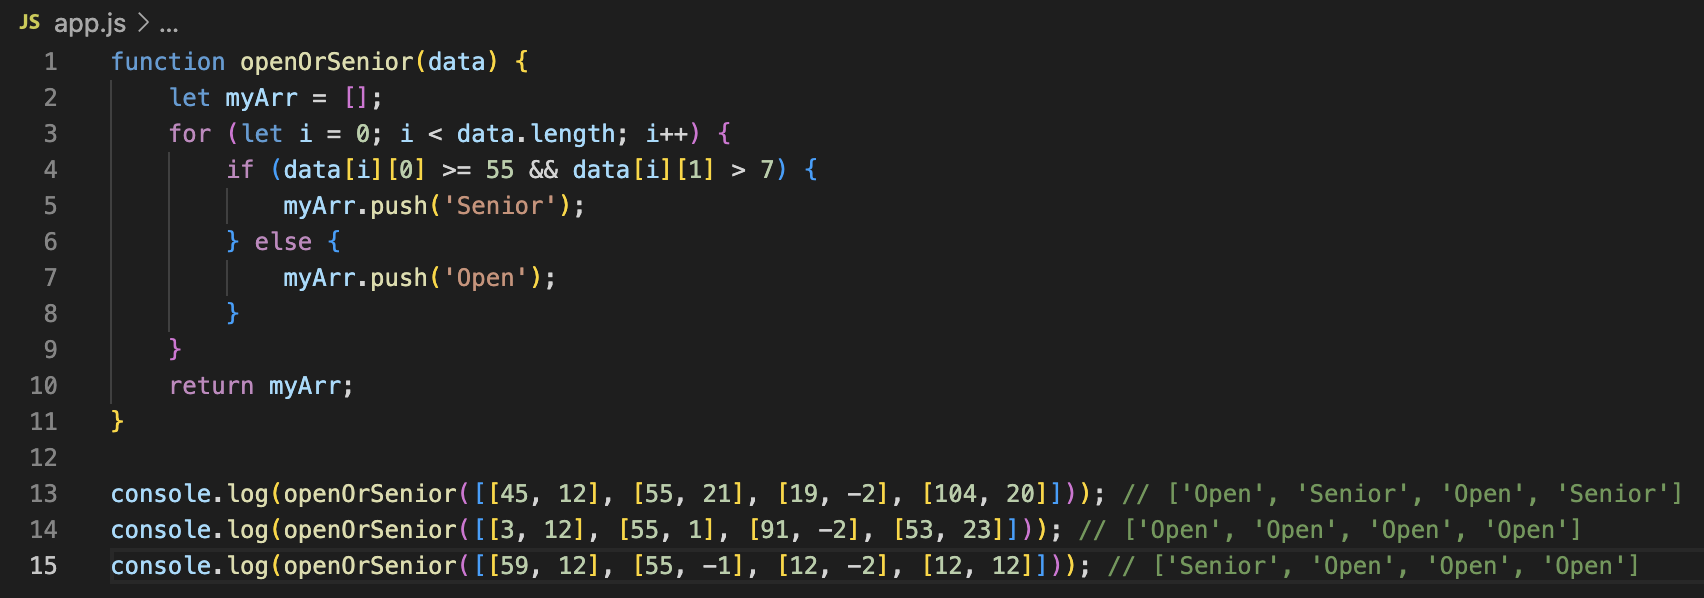 JS app.js > ...
1 function openOrSenior(data) {
2     let myArr = [];
3     for (let i = 0; i < data.length; i++) {
4         if (data[i][0] >= 55 && data[i][1] > 7) {
5             myArr.push('Senior');
6         } else {
7             myArr.push('Open');
8         }
9     }
10     return myArr;
11 }
12
13 console.log(openOrSenior([[45, 12], [55, 21], [19, -2], [104, 20]])); // ['Open', 'Senior', 'Open', 'Senior']
14 console.log(openOrSenior([[3, 12], [55, 1], [91, -2], [53, 23]])); // ['Open', 'Open', 'Open', 'Open']
15 console.log(openOrSenior([[59, 12], [55, -1], [12, -2], [12, 12]])); // ['Senior', 'Open', 'Open', 'Open']